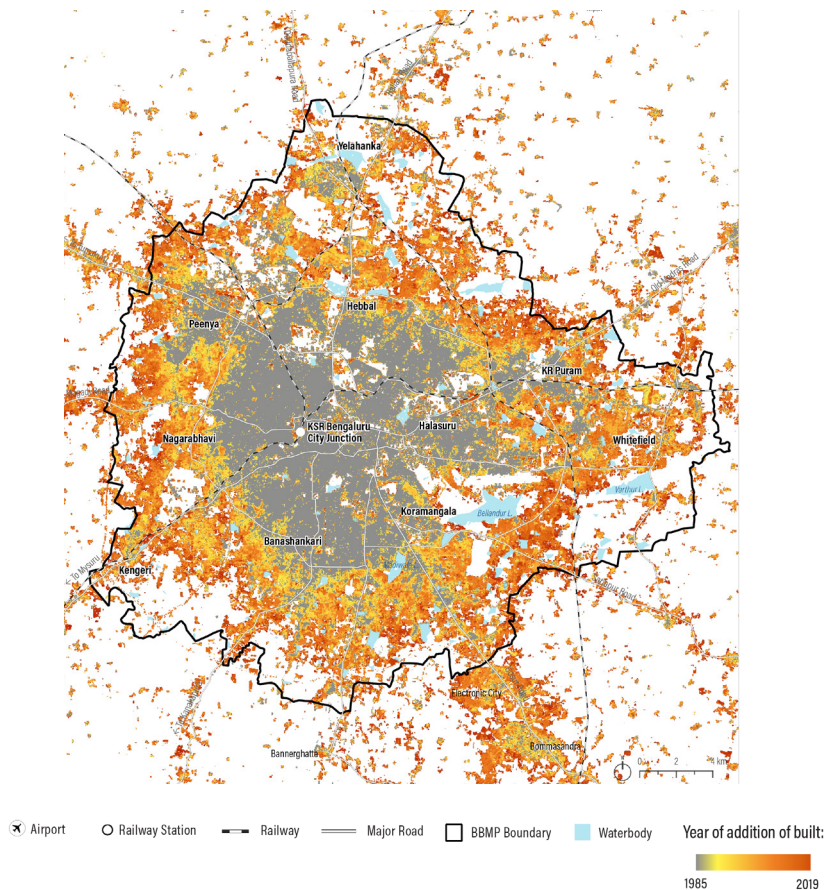 Yelahanka
Hebbal
Peenya
KR Puram
KSR Bengaluru
City Junction
Halasuru
Nagarabhavi
Whitefield
Varthur L.
Koramangala
Bellandur L.
Banashankari
Kengeri
To Mysuru
Electronic City
Bommasandra
Bannerghatta
0 2 4 km
Airport
Railway Station
Railway
Major Road
BBMP Boundary
Waterbody
Year of addition of built:
1985
2019